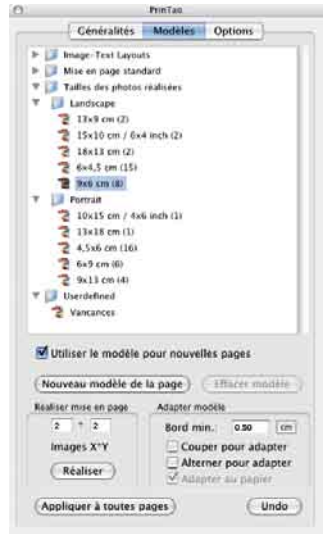 PrinTao
Généralités Modèles Options
Image-Text Layouts
Mise en page standard
Tailles des photos réalisées
Landscape
13x9 cm (2)
15x10 cm / 6x4 inch (2)
18x13 cm (2)
6x4,5 cm (15)
9x6 cm (8)
Portrait
10x15 cm / 4x6 inch (1)
13x18 cm (1)
4,5x6 cm (16)
6x9 cm (6)
9x13 cm (4)
Userdefined
Vancances
Utiliser le modèle pour nouvelles pages
Nouveau modèle de la page Effacer modèle
Réaliser mise en page Adapter modèle
2 * 2 Bord min.: 0.50 cm
Images X*Y Couper pour adapter
Alterner pour adapter
Réaliser Adapter au papier
Appliquer à toutes pages Undo